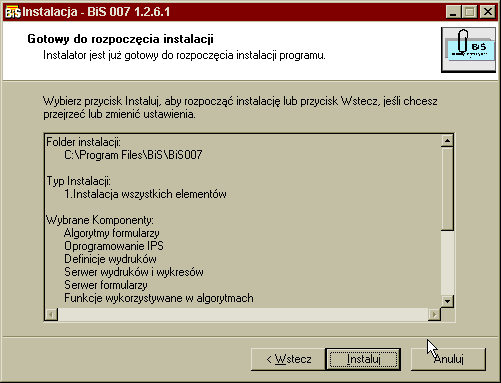 BiS Instalacja - BiS 007 1.2.6.1
Gotowy do rozpoczęcia instalacji
Instalator jest już gotowy do rozpoczęcia instalacji programu.
BiS
Wybierz przycisk Instaluj, aby rozpocząć instalację lub przycisk Wstecz, jeśli chcesz
przejrzeć lub zmienić ustawienia.
Folder instalacji:
C:\Program Files\BiS\BiS007
Typ Instalacji:
1.Instalacja wszystkich elementów
Wybrane Komponenty:
Algorytmy formularzy
Oprogramowanie IPS
Definicje wydruków
Serwer wydruków i wykresów
Serwer formularzy
Funkcje wykorzystywane w algorytmach
< Wstecz
Instaluj
Anuluj